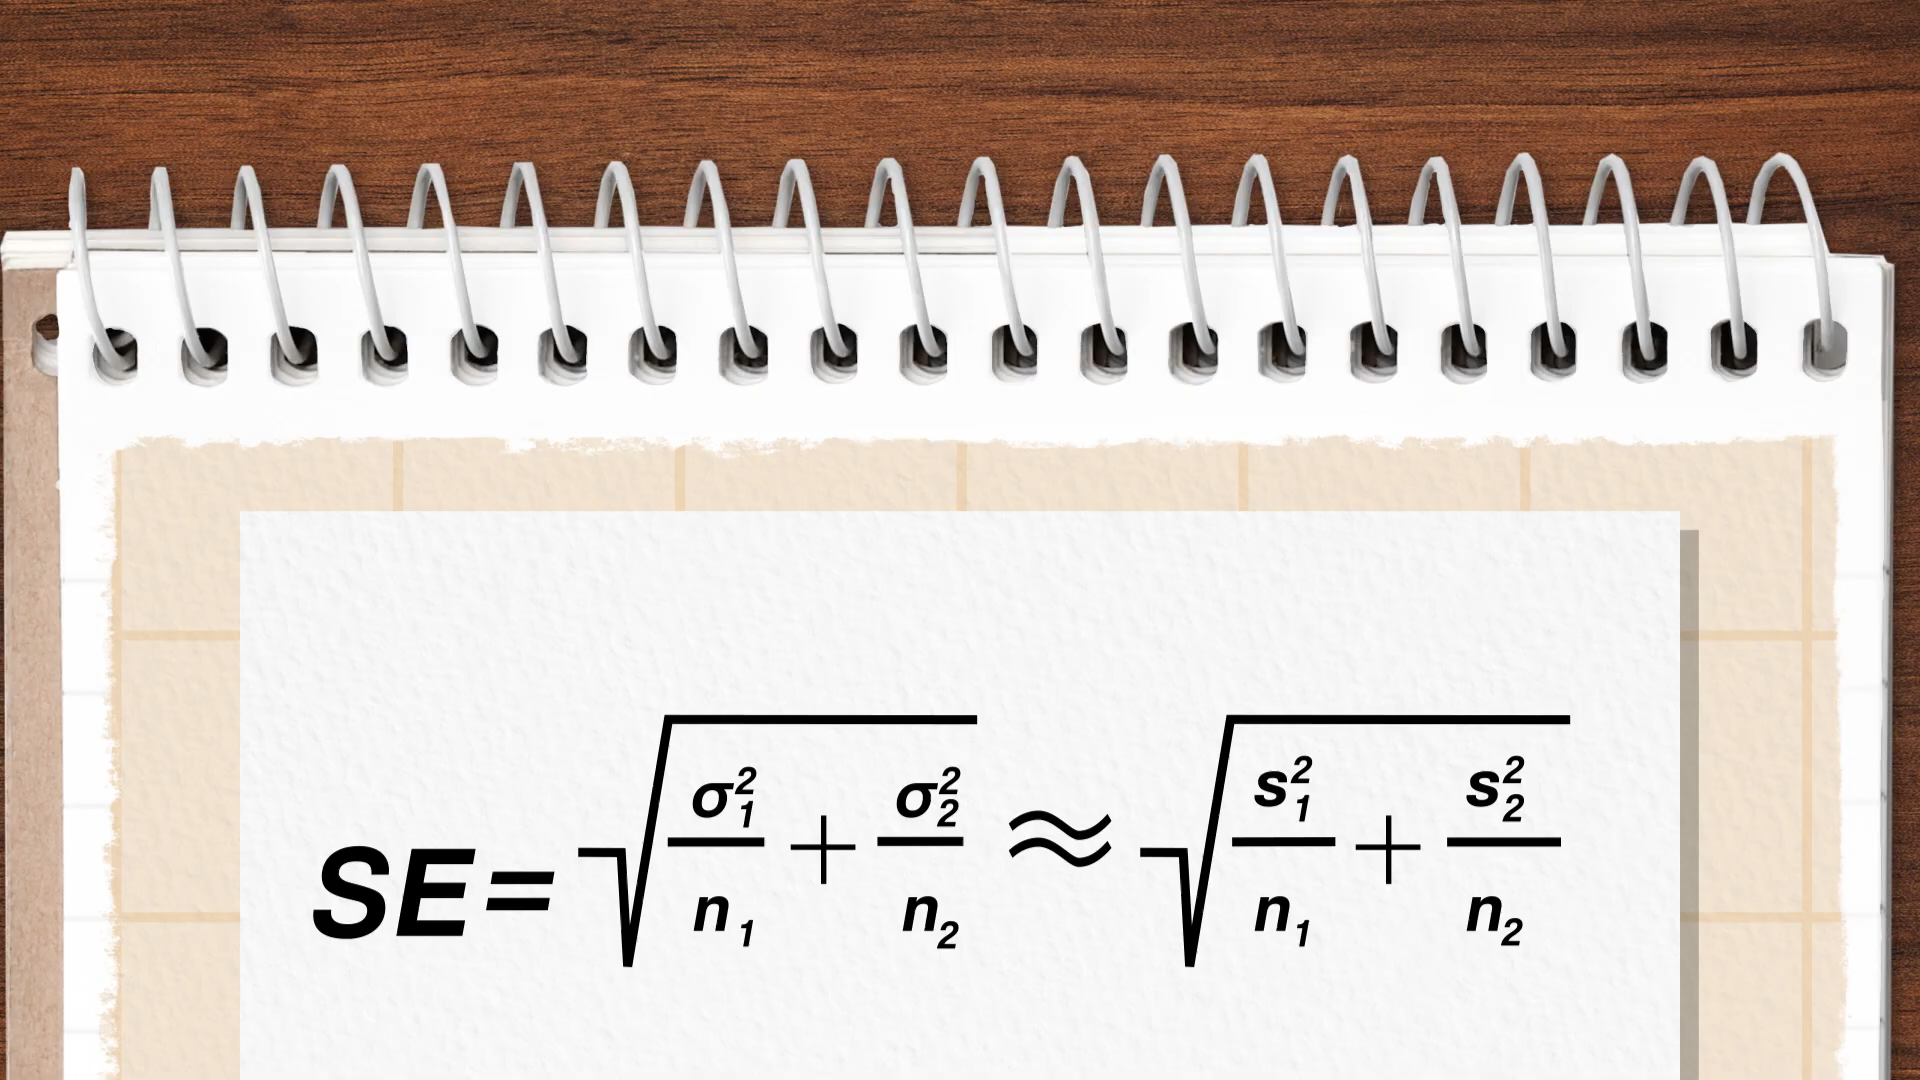 SE = √(σ₁²/n₁ + σ₂²/n₂) ≈ √(s₁²/n₁ + s₂²/n₂)